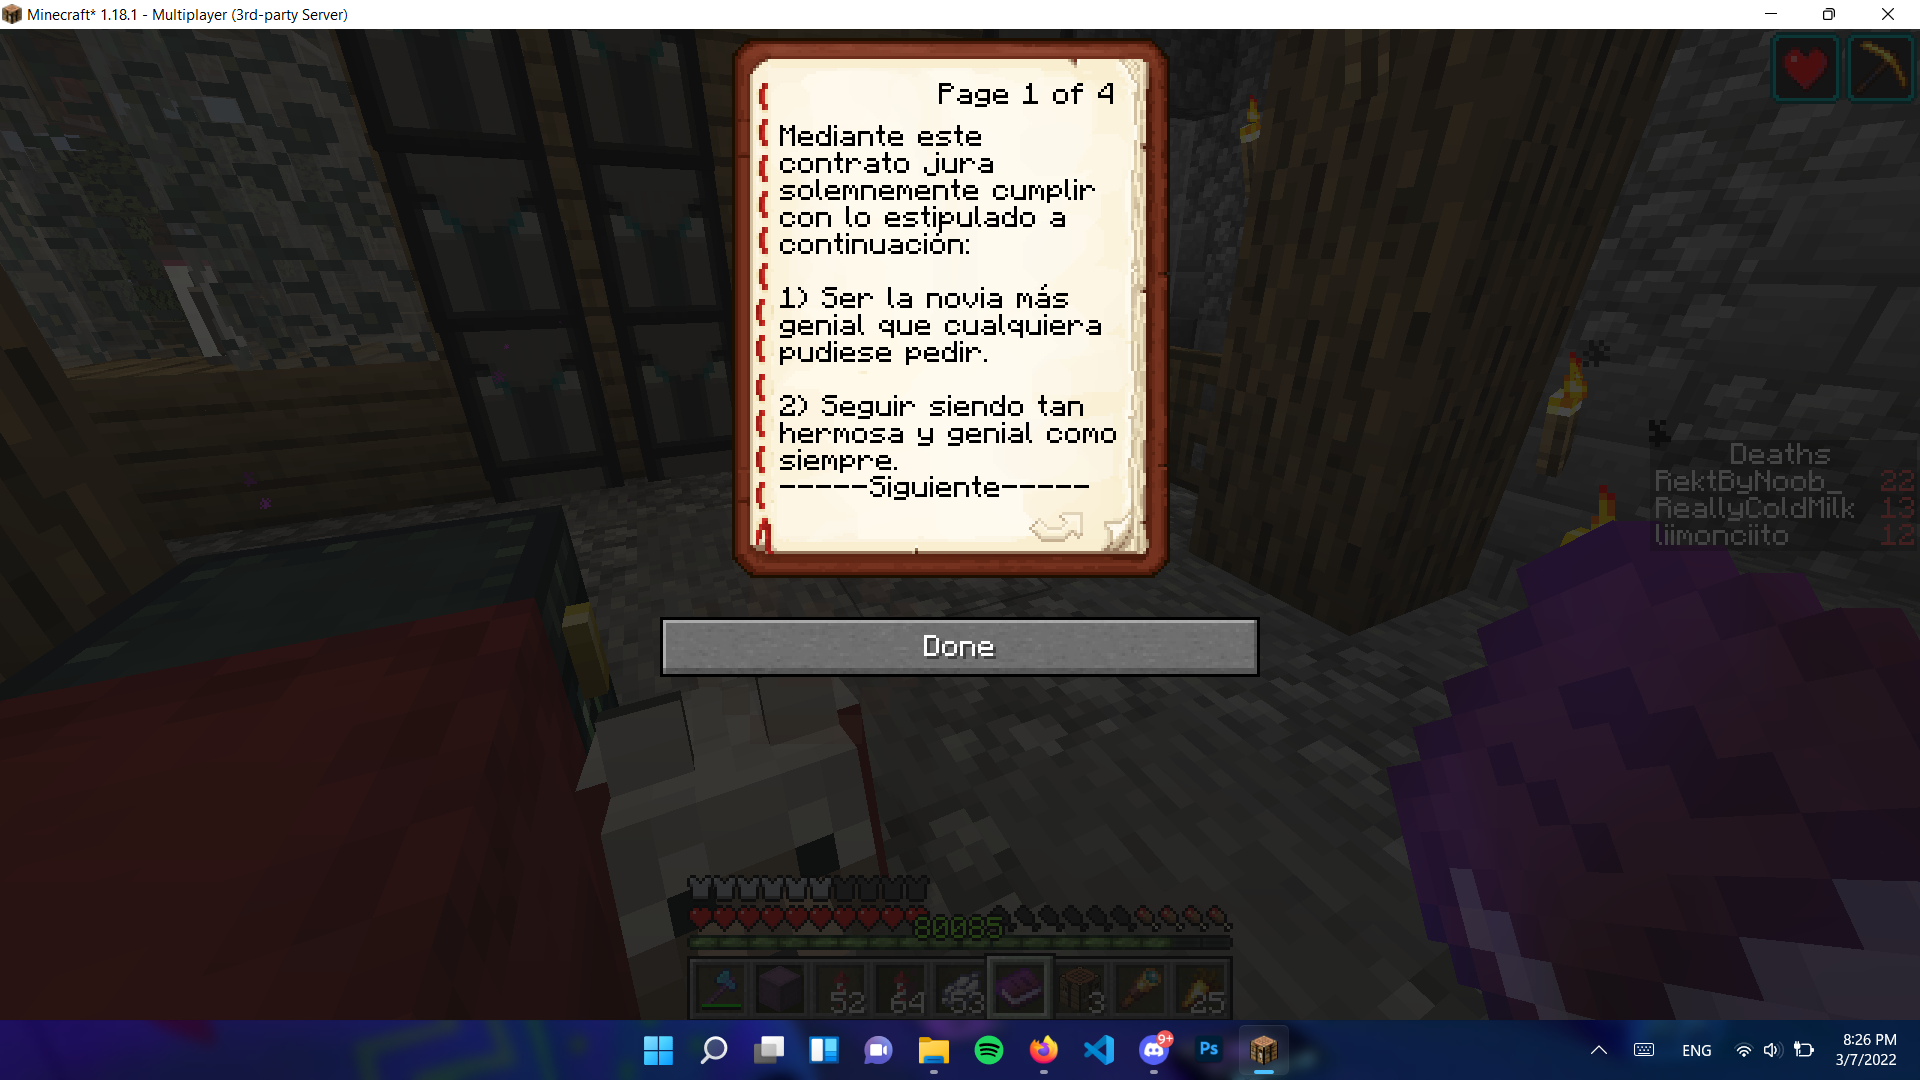 Minecraft* 1.18.1 - Multiplayer (3rd-party Server)
Page 1 of 4
Mediante este
contrato jura
solemnemente cumplir
con lo estipulado a
continuación:
1) Ser la novia más
genial que cualquiera
pudiese pedir.
2) Seguir siendo tan
hermosa y genial como
siempre.
-----Siguiente-----
Done
Deaths
RektByNoob_ 22
ReallyColdMilk 13
liimonciito 12
80085
52 64 53 3 25
9+
Ps
ENG
8:26 PM
3/7/2022